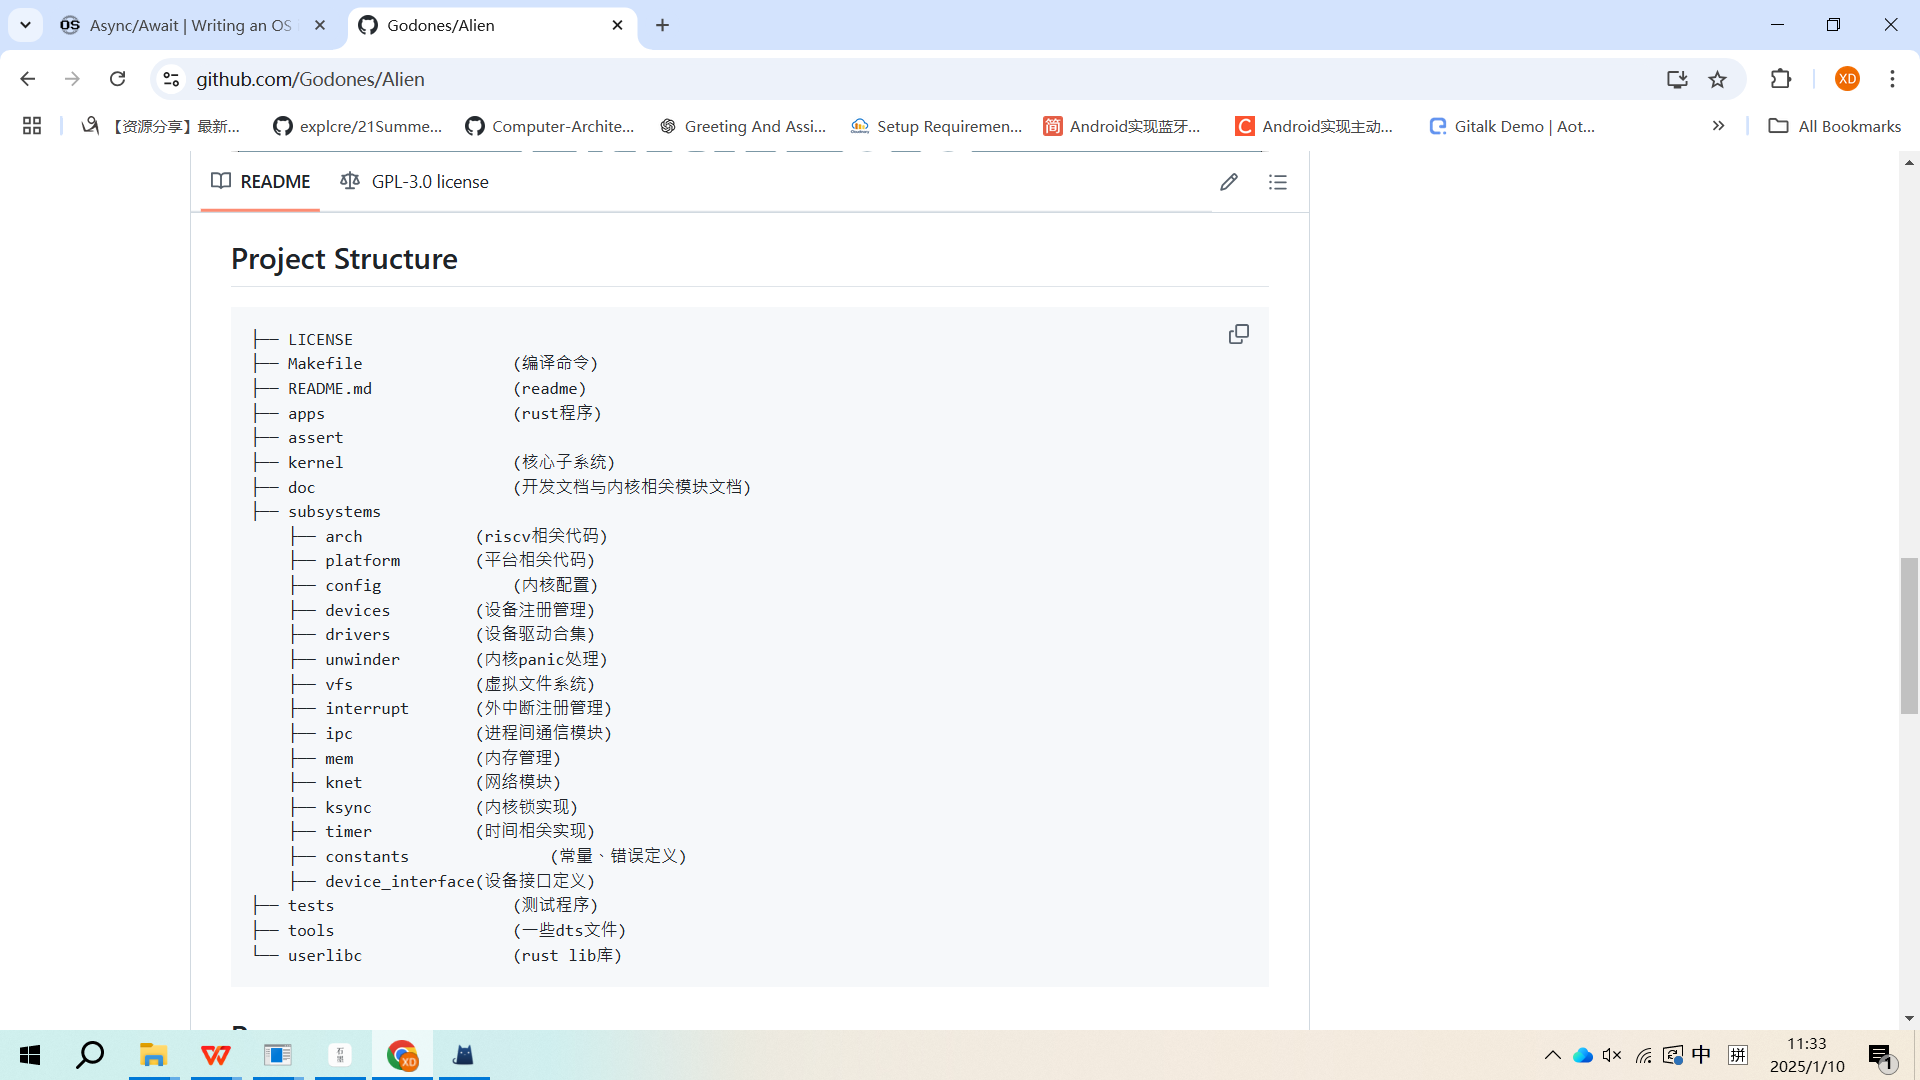 Async/Await | Writing an OS
Godones/Alien
github.com/Godones/Alien
XD
【资源分享】最新...
explcre/21Summe...
Computer-Archite...
Greeting And Assi...
Setup Requiremen...
简 Android实现蓝牙...
C Android实现主动...
Gitalk Demo | Aot...
All Bookmarks
README
GPL-3.0 license
Project Structure
├── LICENSE
├── Makefile (编译命令)
├── README.md (readme)
├── apps (rust程序)
├── assert
├── kernel (核心子系统)
├── doc (开发文档与内核相关模块文档)
├── subsystems
├── arch (riscv相关代码)
├── platform (平台相关代码)
├── config (内核配置)
├── devices (设备注册管理)
├── drivers (设备驱动合集)
├── unwinder (内核panic处理)
├── vfs (虚拟文件系统)
├── interrupt (外中断注册管理)
├── ipc (进程间通信模块)
├── mem (内存管理)
├── knet (网络模块)
├── ksync (内核锁实现)
├── timer (时间相关实现)
├── constants (常量、错误定义)
├── device_interface(设备接口定义)
├── tests (测试程序)
├── tools (一些dts文件)
└── userlibc (rust lib库)
XD
中
拼
11:33
2025/1/10
1